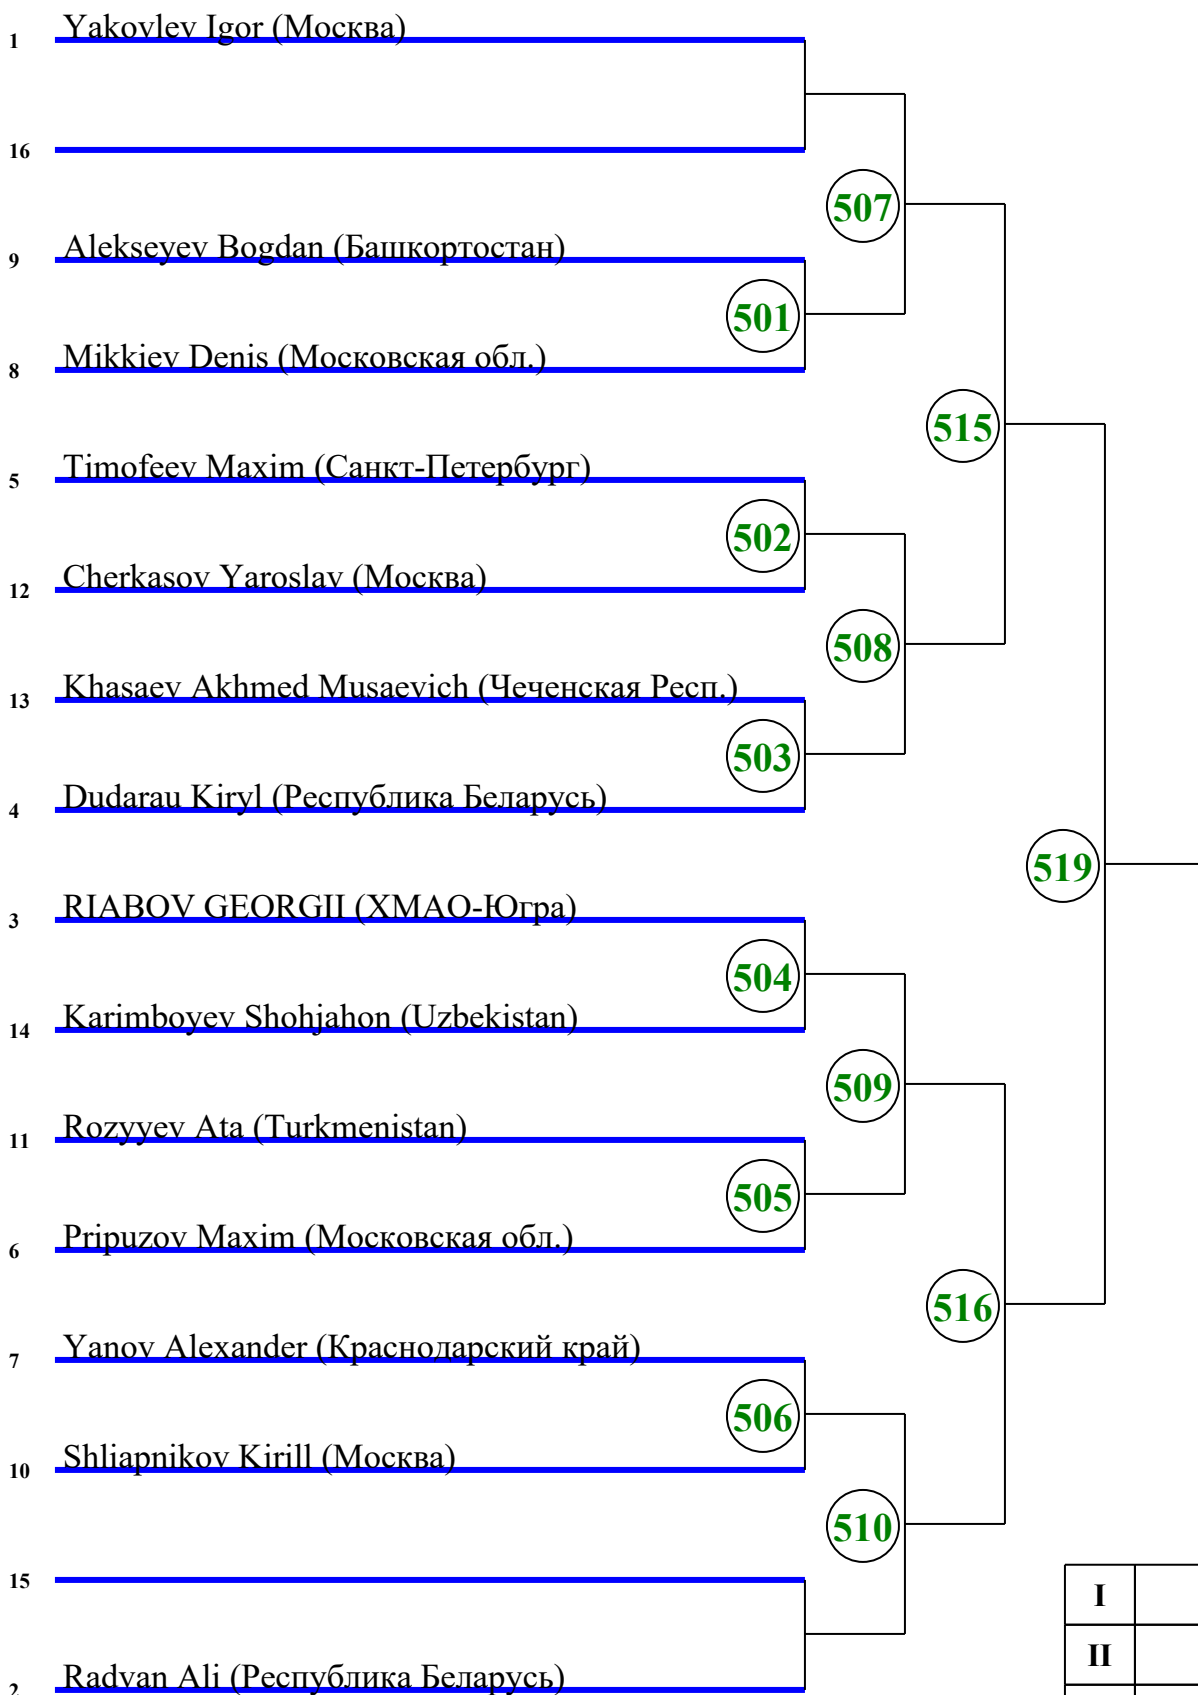 1 Yakovlev Igor (Москва)
16
507
9 Alekseyev Bogdan (Башкортостан)
501
8 Mikkiev Denis (Московская обл.)
515
5 Timofeev Maxim (Санкт-Петербург)
502
12 Cherkasov Yaroslav (Москва)
508
13 Khasaev Akhmed Musaevich (Чеченская Респ.)
503
4 Dudarau Kiryl (Республика Беларусь)
519
3 RIABOV GEORGII (ХМАО-Югра)
504
14 Karimboyev Shohjahon (Uzbekistan)
509
11 Rozyyev Ata (Turkmenistan)
505
6 Pripuzov Maxim (Московская обл.)
516
7 Yanov Alexander (Краснодарский край)
506
10 Shliapnikov Kirill (Москва)
510
15
I
II
2 Radvan Ali (Республика Беларусь)